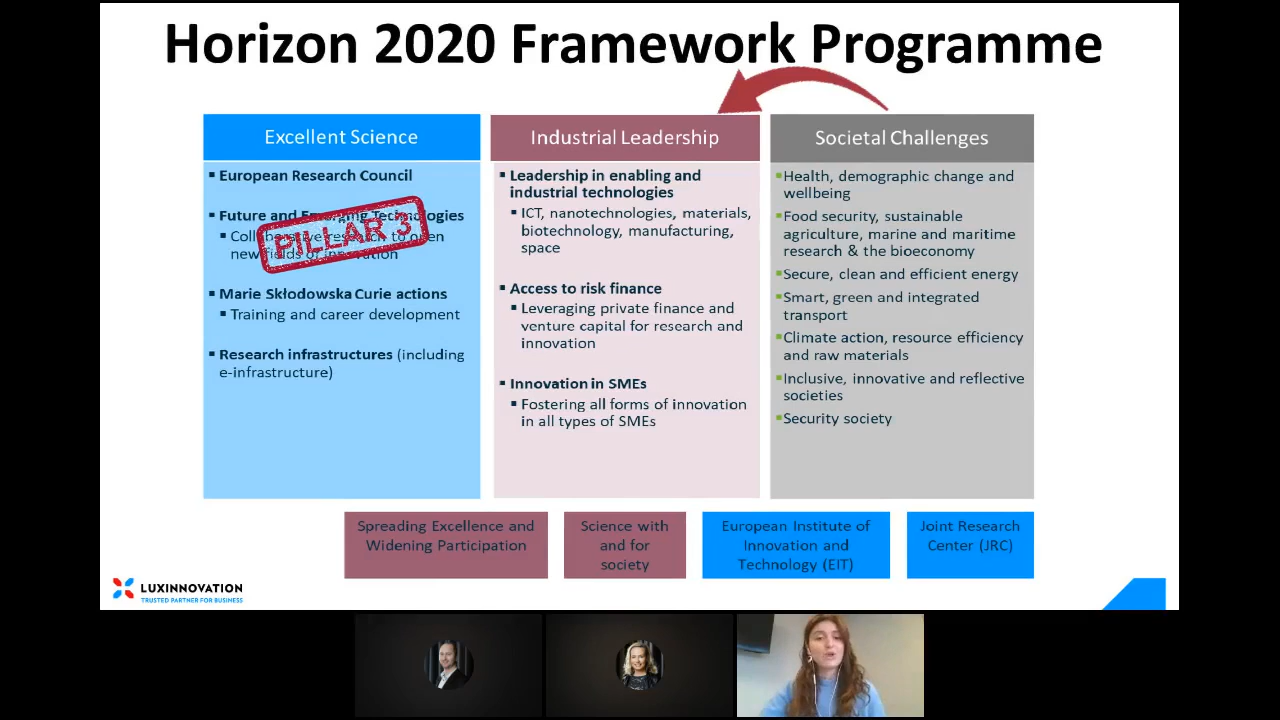 Horizon 2020 Framework Programme
Excellent Science
▪ European Research Council
▪ Future and Emerging Technologies
▪ Collaborative research to open
new fields of innovation
PILLAR 3
▪ Marie Skłodowska Curie actions
▪ Training and career development
▪ Research infrastructures (including
e-infrastructure)
Industrial Leadership
▪ Leadership in enabling and
industrial technologies
▪ ICT, nanotechnologies, materials,
biotechnology, manufacturing,
space
▪ Access to risk finance
▪ Leveraging private finance and
venture capital for research and
innovation
▪ Innovation in SMEs
▪ Fostering all forms of innovation
in all types of SMEs
Societal Challenges
▪Health, demographic change and
wellbeing
▪Food security, sustainable
agriculture, marine and maritime
research & the bioeconomy
▪Secure, clean and efficient energy
▪Smart, green and integrated
transport
▪Climate action, resource efficiency
and raw materials
▪Inclusive, innovative and reflective
societies
▪Security society
Spreading Excellence and
Widening Participation
Science with
and for
society
European Institute of
Innovation and
Technology (EIT)
Joint Research
Center (JRC)
LUXINNOVATION
TRUSTED PARTNER FOR BUSINESS